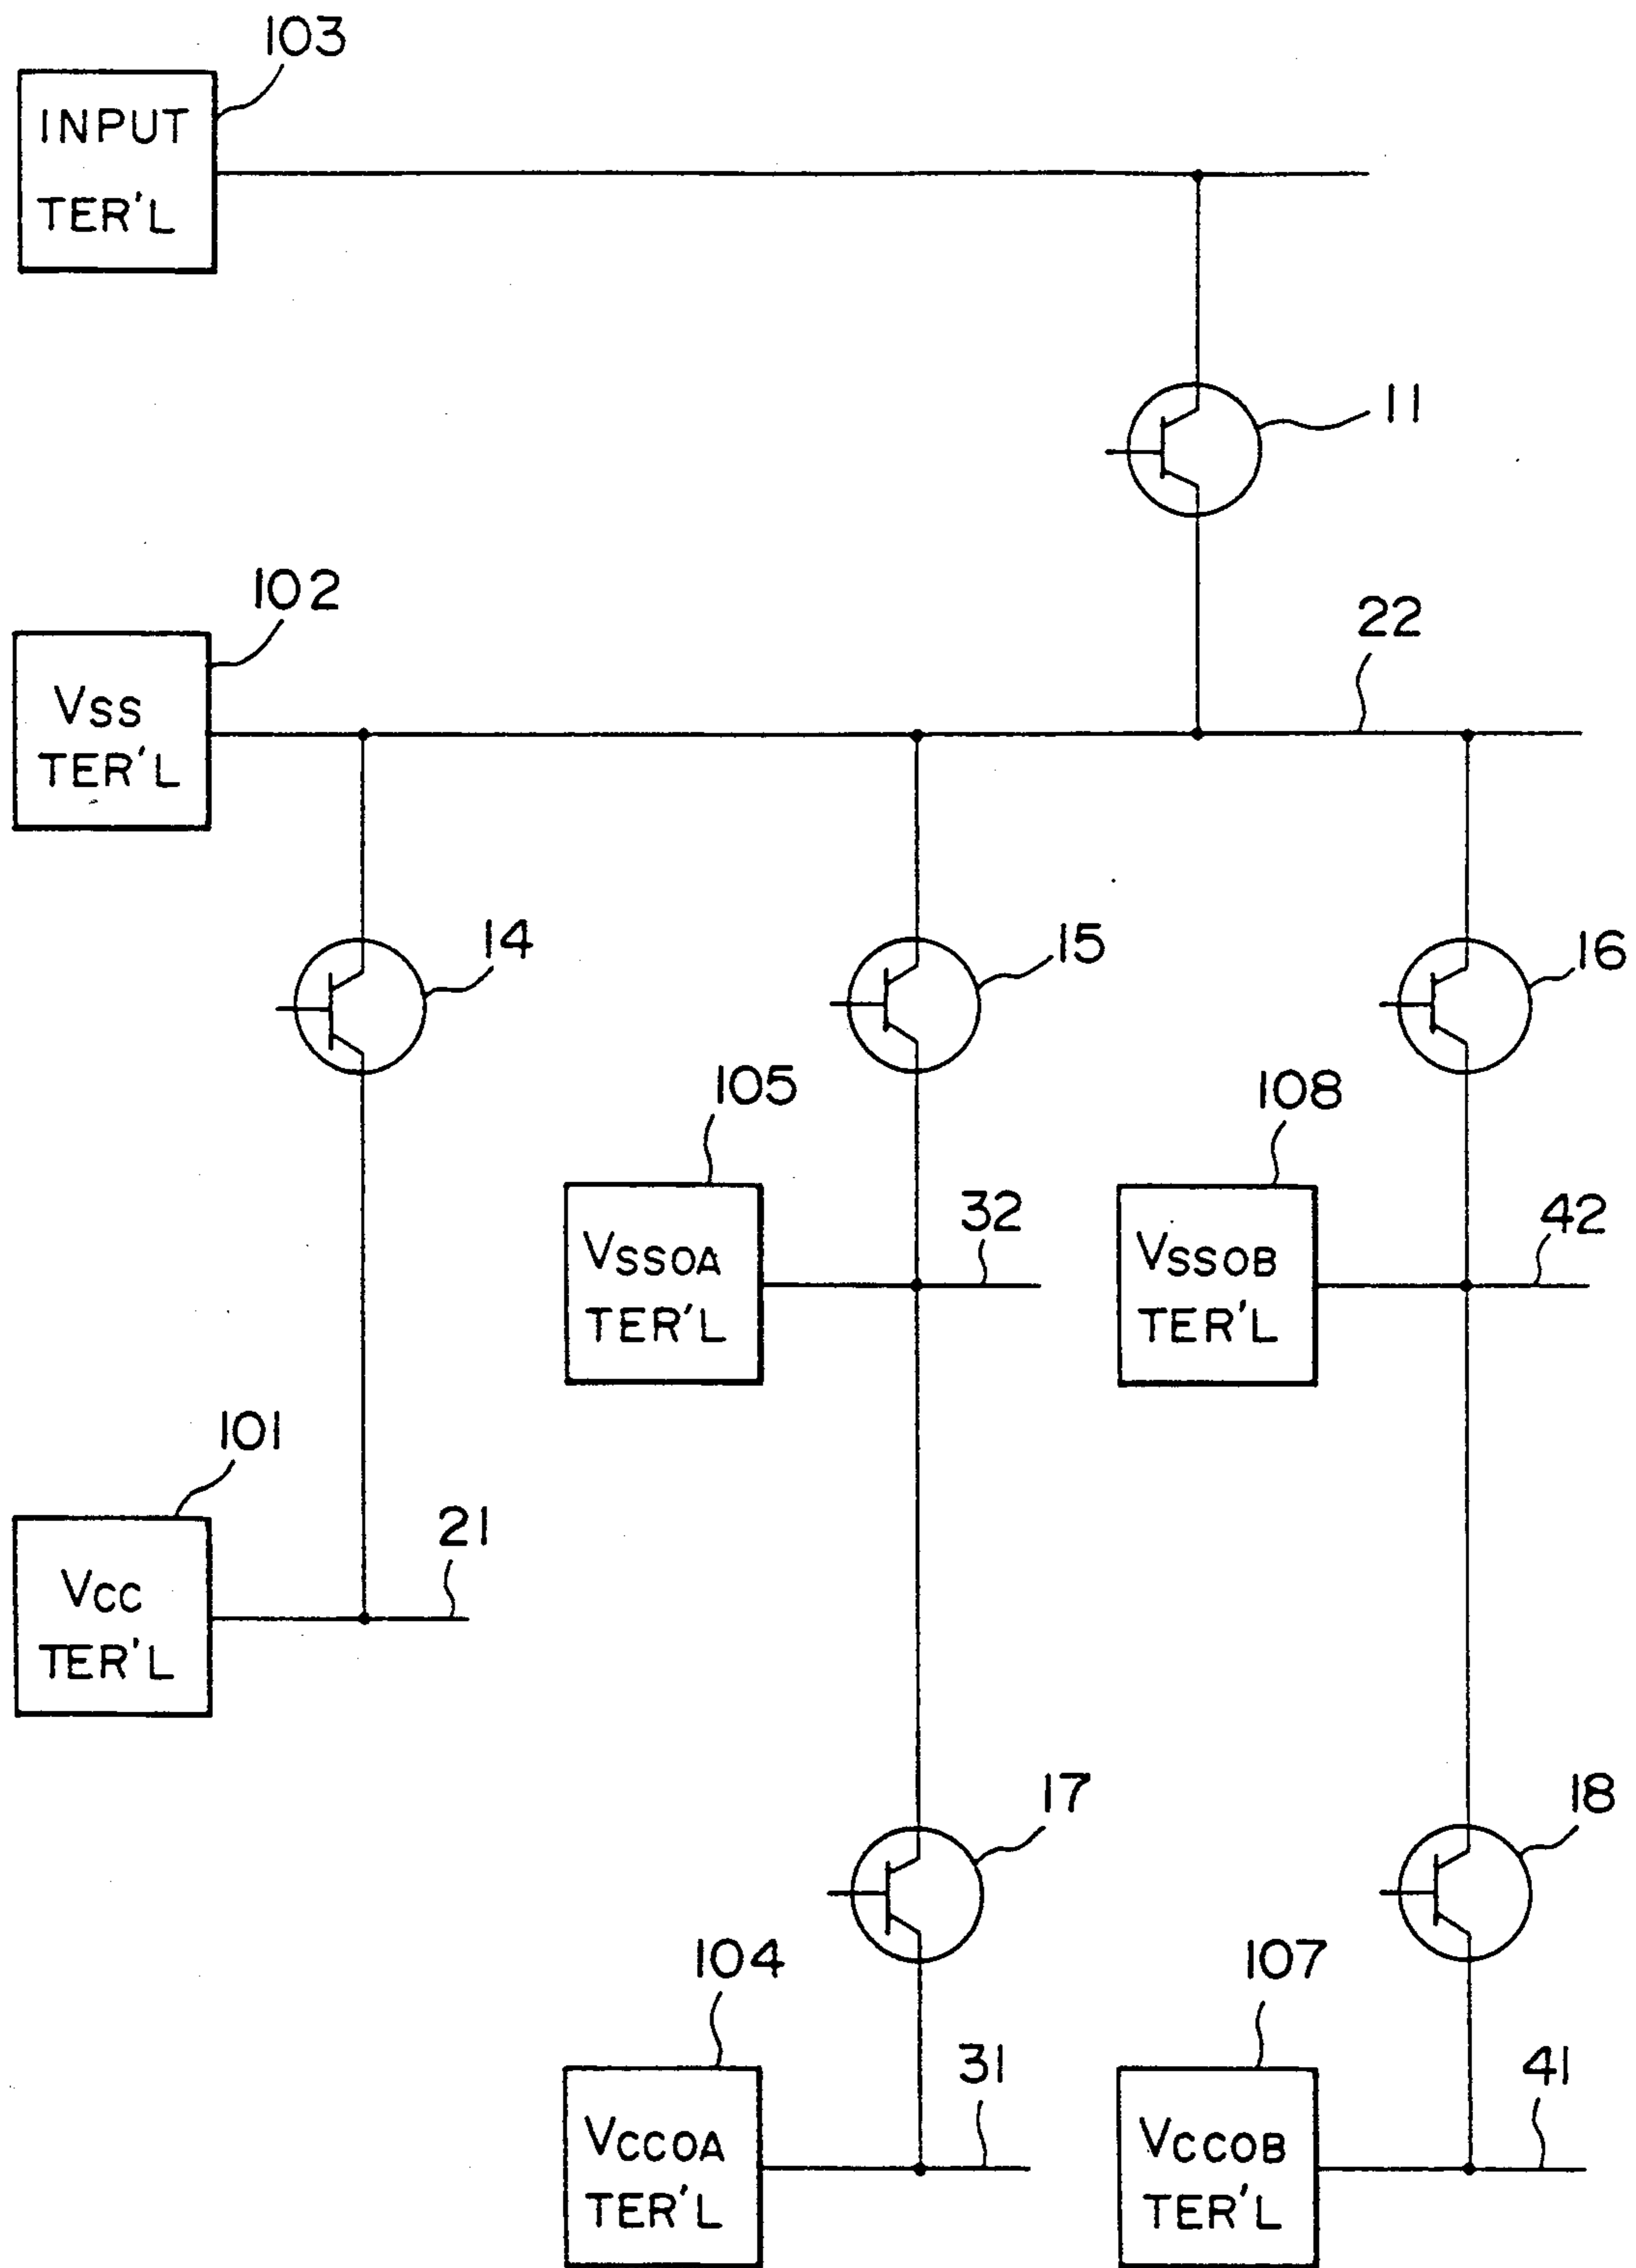 103
INPUT
TER'L
11
102
22
VSS
TER'L
14
15
16
105
108
32
42
VSSOA
TER'L
VSSOB
TER'L
101
21
VCC
TER'L
17
18
104
107
31
41
VCCOA
TER'L
VCCOB
TER'L